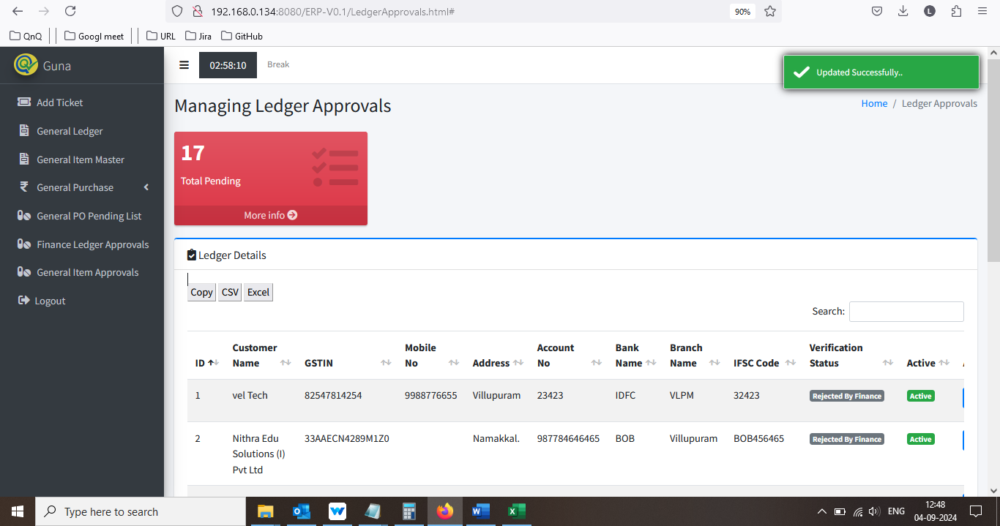 192.168.0.134:8080/ERP-V0.1/LedgerApprovals.html#
90%
L
QnQ
Googl meet
URL
Jira
GitHub
Guna
02:58:10
Break
Updated Successfully..
Add Ticket
General Ledger
General Item Master
General Purchase
General PO Pending List
Finance Ledger Approvals
General Item Approvals
Logout
Managing Ledger Approvals
Home / Ledger Approvals
17
Total Pending
More info
Ledger Details
Copy CSV Excel
Search:
ID Customer Name GSTIN Mobile No Address Account No Bank Name Branch Name IFSC Code Verification Status Active
1 vel Tech 82547814254 9988776655 Villupuram 23423 IDFC VLPM 32423 Rejected By Finance Active
2 Nithra Edu Solutions (I) Pvt Ltd 33AAECN4289M1Z0 Namakkal. 987784646465 BOB Villupuram BOB456465 Rejected By Finance Active
Type here to search
ENG
12:48
04-09-2024